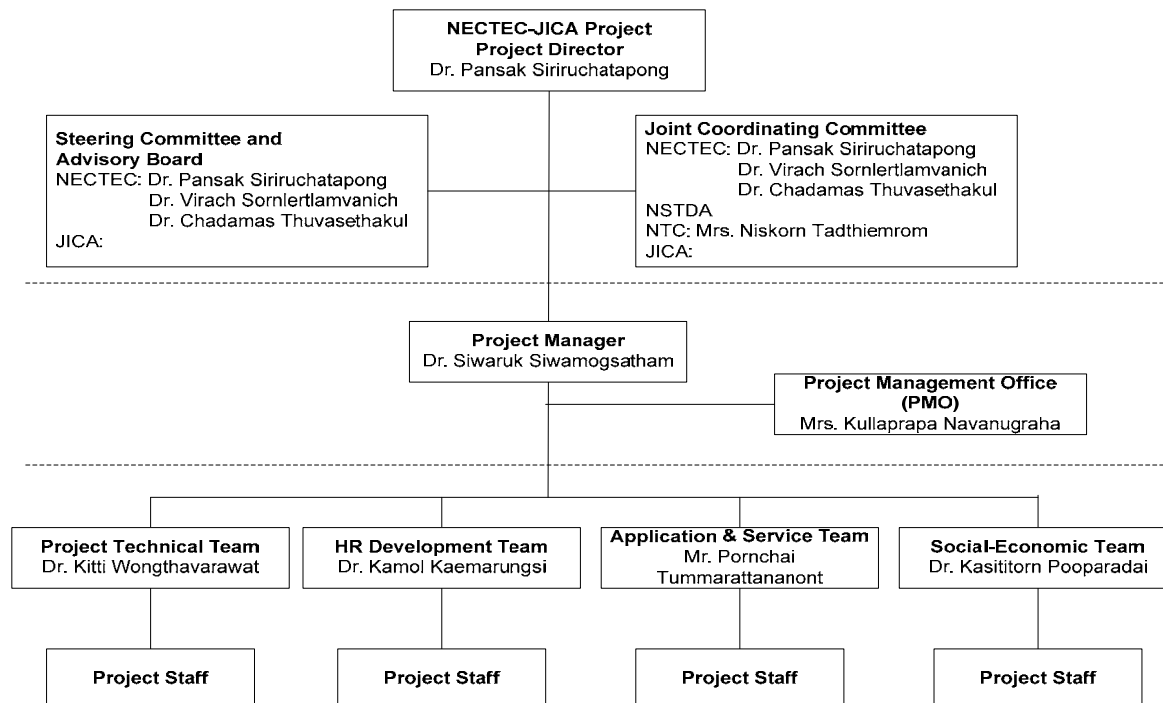 NECTEC-JICA Project
Project Director
Dr. Pansak Siriruchatapong
Steering Committee and
Advisory Board
NECTEC: Dr. Pansak Siriruchatapong
Dr. Virach Sornlertlamvanich
Dr. Chadamas Thuvasethakul
JICA:
Joint Coordinating Committee
NECTEC: Dr. Pansak Siriruchatapong
Dr. Virach Sornlertlamvanich
Dr. Chadamas Thuvasethakul
NSTDA
NTC: Mrs. Niskorn Tadthiemrom
JICA:
Project Manager
Dr. Siwaruk Siwamogsatham
Project Management Office
(PMO)
Mrs. Kullaprapa Navanugraha
Project Technical Team
Dr. Kitti Wongthavarawat
HR Development Team
Dr. Kamol Kaemarungsi
Application & Service Team
Mr. Pornchai
Tummarattananont
Social-Economic Team
Dr. Kasititorn Pooparadai
Project Staff
Project Staff
Project Staff
Project Staff